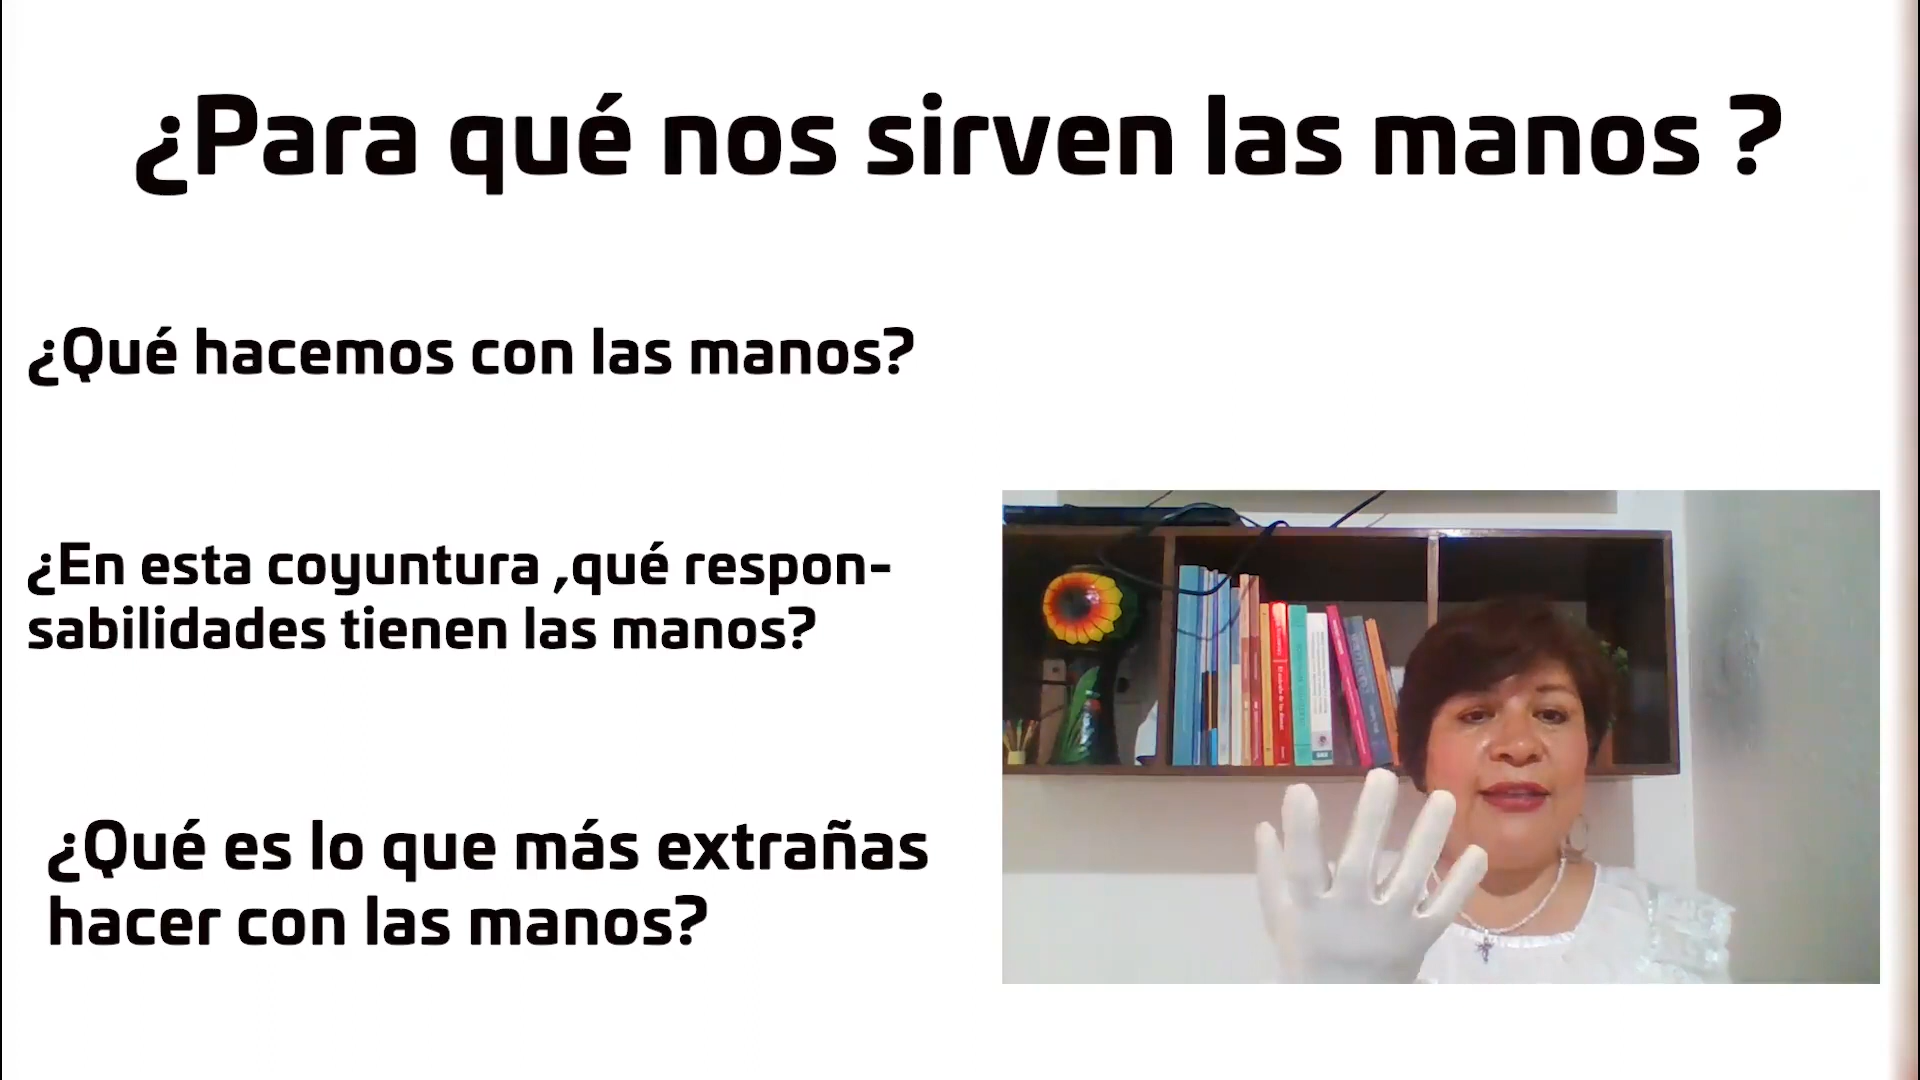 ¿Para qué nos sirven las manos ?
¿Qué hacemos con las manos?
¿En esta coyuntura ,qué respon-
sabilidades tienen las manos?
¿Qué es lo que más extrañas
hacer con las manos?